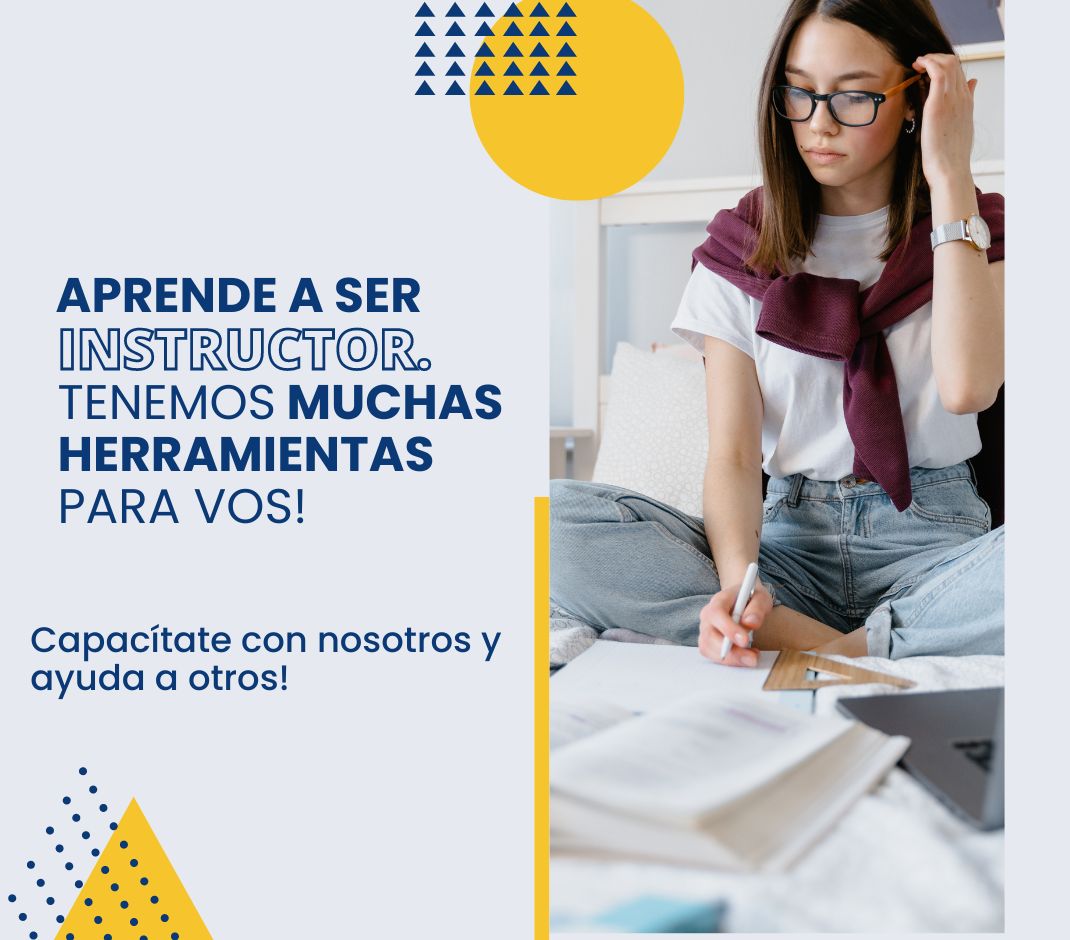 APRENDE A SER
INSTRUCTOR.
TENEMOS MUCHAS
HERRAMIENTAS
PARA VOS!
Capacítate con nosotros y
ayuda a otros!